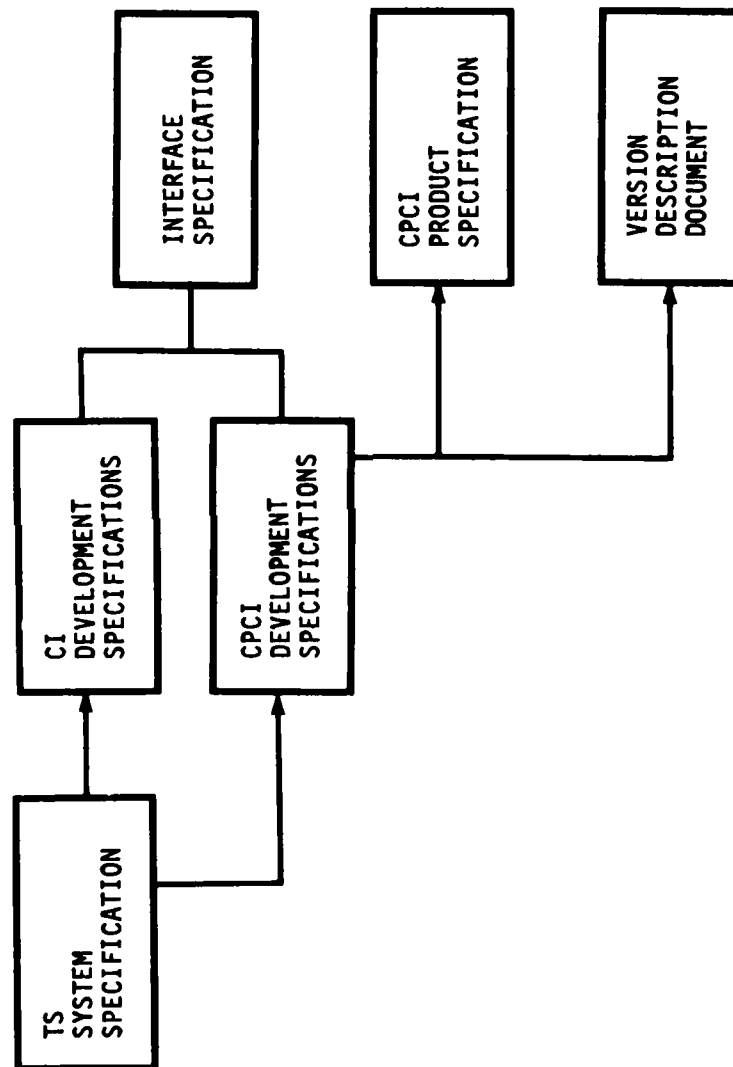 TS
SYSTEM
SPECIFICATION
CI
DEVELOPMENT
SPECIFICATIONS
CPCI
DEVELOPMENT
SPECIFICATIONS
INTERFACE
SPECIFICATION
CPCI
PRODUCT
SPECIFICATION
VERSION
DESCRIPTION
DOCUMENT